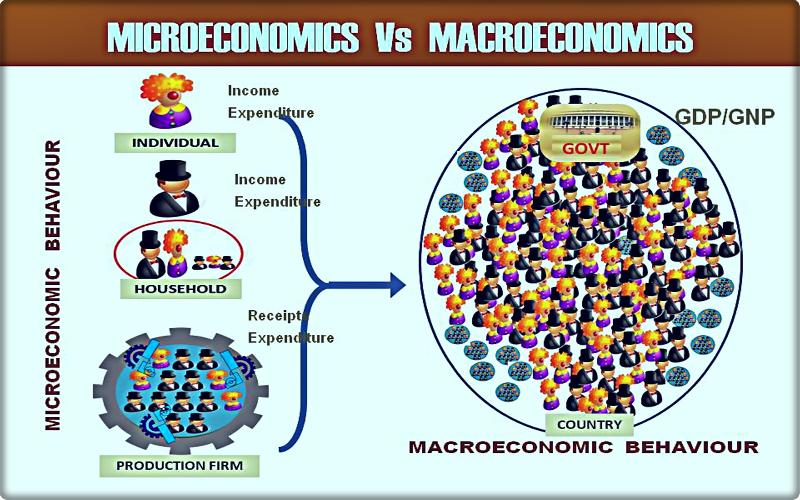 MICROECONOMICS Vs MACROECONOMICS
Income
Expenditure
INDIVIDUAL
Income
Expenditure
HOUSEHOLD
Receipts
Expenditure
PRODUCTION FIRM
MICROECONOMIC BEHAVIOUR
GOVT
GDP/GNP
COUNTRY
MACROECONOMIC BEHAVIOUR